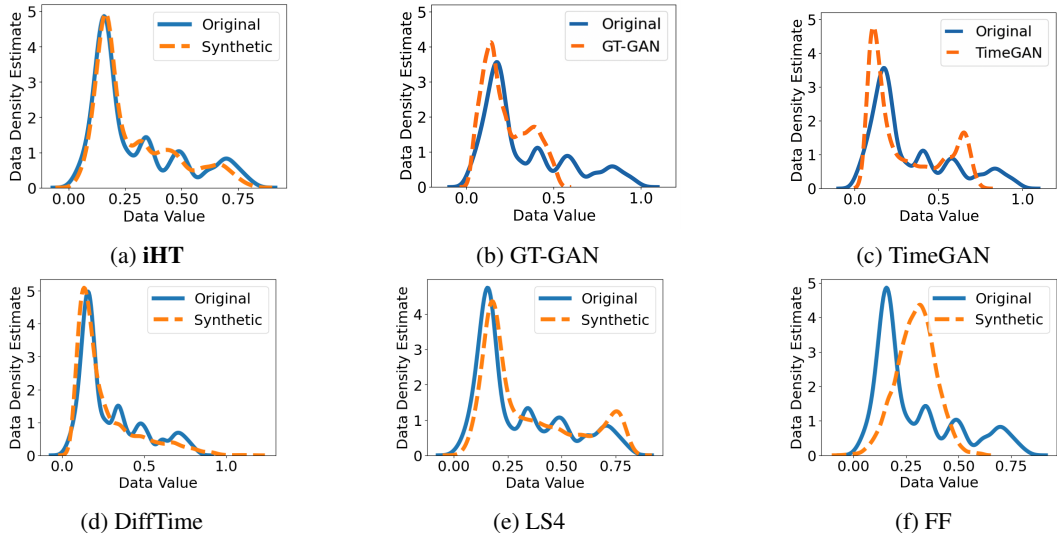 Data Density Estimate
5
4
3
2
1
0
Original
Synthetic
0.00 0.25 0.50 0.75
Data Value
(a) iHT
Data Density Estimate
5
4
3
2
1
0
Original
GT-GAN
0.0 0.5 1.0
Data Value
(b) GT-GAN
Data Density Estimate
5
4
3
2
1
0
Original
TimeGAN
0.0 0.5 1.0
Data Value
(c) TimeGAN
Data Density Estimate
5
4
3
2
1
0
Original
Synthetic
0.0 0.5 1.0
Data Value
(d) DiffTime
Data Density Estimate
4
3
2
1
0
Original
Synthetic
0.00 0.25 0.50 0.75
Data Value
(e) LS4
Data Density Estimate
5
4
3
2
1
0
Original
Synthetic
0.00 0.25 0.50 0.75
Data Value
(f) FF